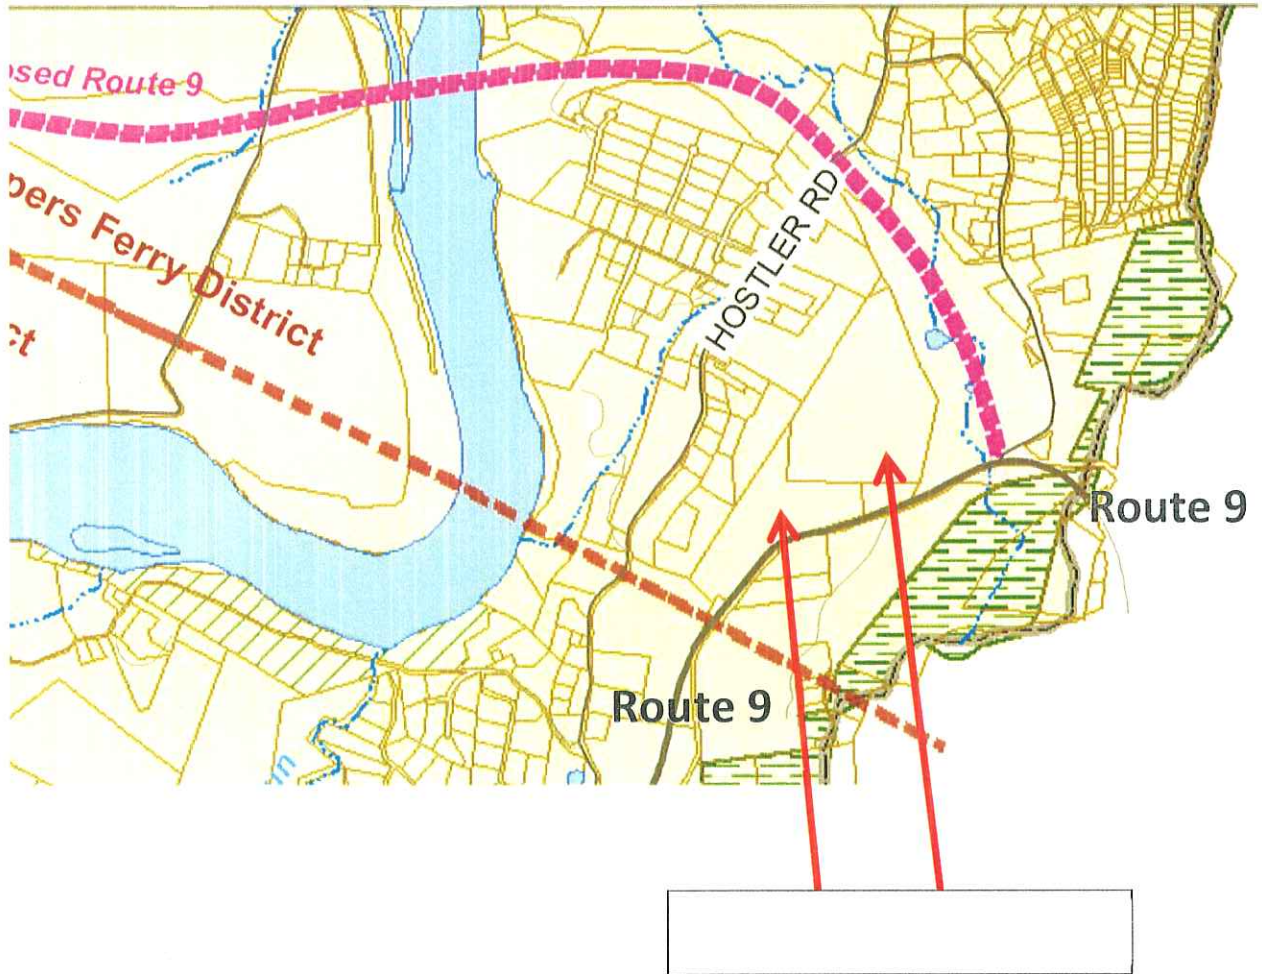 osed Route 9
pers Ferry District
ct
HOSTLER RD
Route 9
Route 9